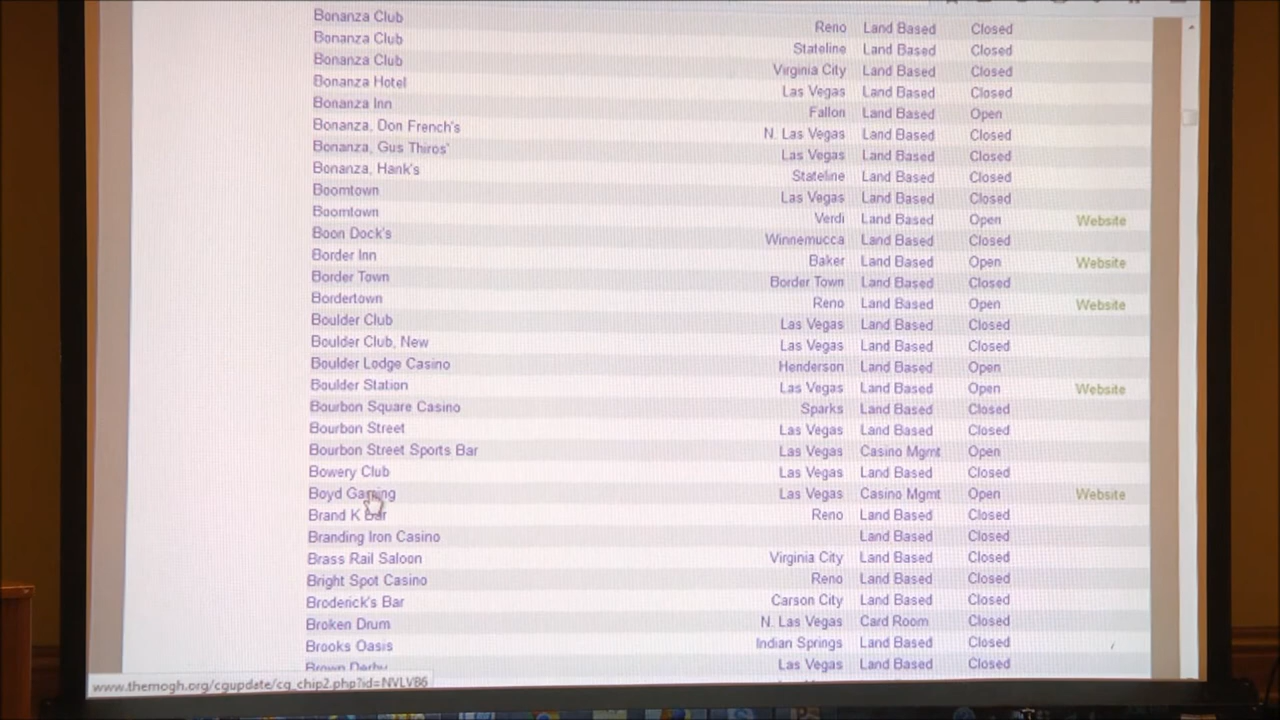 Bonanza Club Reno Land Based Closed
Bonanza Club Stateline Land Based Closed
Bonanza Club Virginia City Land Based Closed
Bonanza Hotel Las Vegas Land Based Closed
Bonanza Inn Fallon Land Based Open
Bonanza, Don French's N. Las Vegas Land Based Closed
Bonanza, Gus Thiros' Las Vegas Land Based Closed
Bonanza, Hank's Stateline Land Based Closed
Boomtown Las Vegas Land Based Closed
Boomtown Verdi Land Based Open Website
Boon Dock's Winnemucca Land Based Closed
Border Inn Baker Land Based Open Website
Border Town Border Town Land Based Closed
Bordertown Reno Land Based Open Website
Boulder Club Las Vegas Land Based Closed
Boulder Club, New Las Vegas Land Based Closed
Boulder Lodge Casino Henderson Land Based Open
Boulder Station Las Vegas Land Based Open Website
Bourbon Square Casino Sparks Land Based Closed
Bourbon Street Las Vegas Land Based Closed
Bourbon Street Sports Bar Las Vegas Casino Mgmt Open
Bowery Club Las Vegas Land Based Closed
Boyd Gaming Las Vegas Casino Mgmt Open Website
Brand K Bar Reno Land Based Closed
Branding Iron Casino Land Based Closed
Brass Rail Saloon Virginia City Land Based Closed
Bright Spot Casino Reno Land Based Closed
Broderick's Bar Carson City Land Based Closed
Broken Drum N. Las Vegas Card Room Closed
Brooks Oasis Indian Springs Land Based Closed
Brown Derby Las Vegas Land Based Closed
www.themogh.org/cgupdate/cg_chip2.php?id=NVLVB6